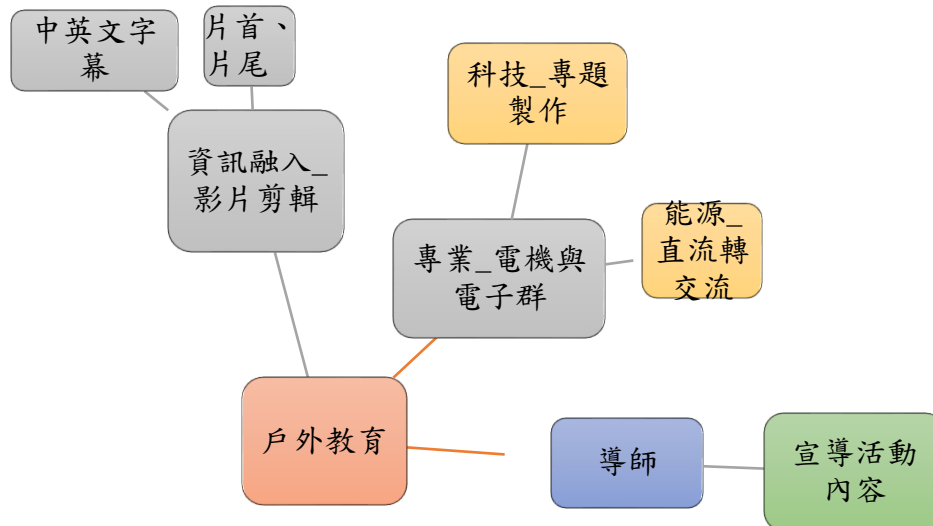 中英文字
幕
片首、
片尾
科技_專題
製作
資訊融入_
影片剪輯
能源_
直流轉
交流
專業_電機與
電子群
戶外教育
導師
宣導活動
內容